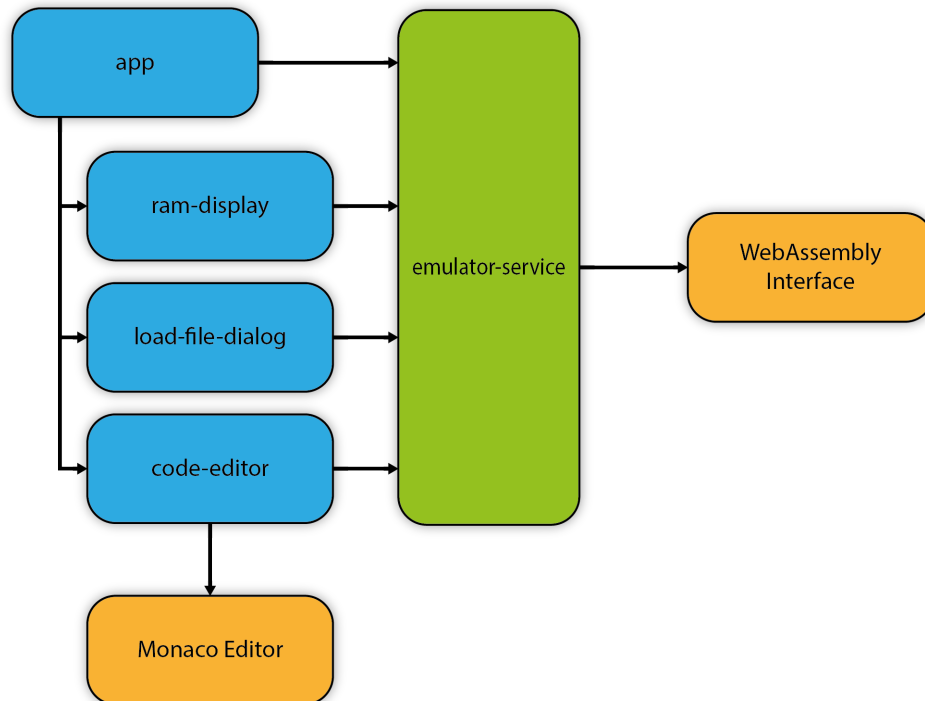 app
ram-display
emulator-service
WebAssembly
Interface
load-file-dialog
code-editor
Monaco Editor